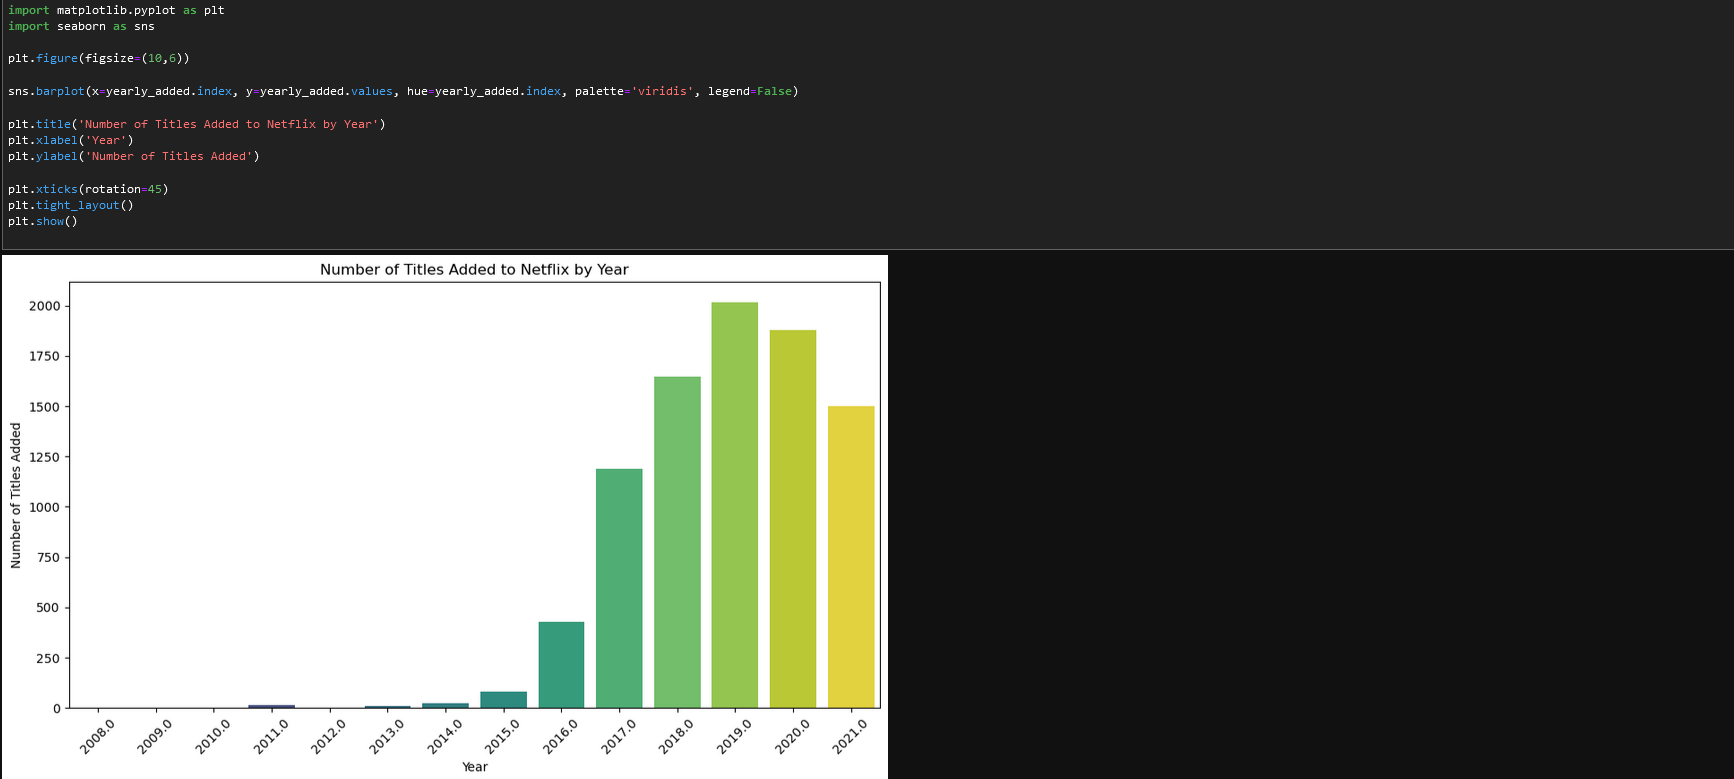 import matplotlib.pyplot as plt
import seaborn as sns
plt.figure(figsize=(10,6))
sns.barplot(x=yearly_added.index, y=yearly_added.values, hue=yearly_added.index, palette='viridis', legend=False)
plt.title('Number of Titles Added to Netflix by Year')
plt.xlabel('Year')
plt.ylabel('Number of Titles Added')
plt.xticks(rotation=45)
plt.tight_layout()
plt.show()
Number of Titles Added to Netflix by Year
Number of Titles Added
2000
1750
1500
1250
1000
750
500
250
0
2008.0 2009.0 2010.0 2011.0 2012.0 2013.0 2014.0 2015.0 2016.0 2017.0 2018.0 2019.0 2020.0 2021.0
Year